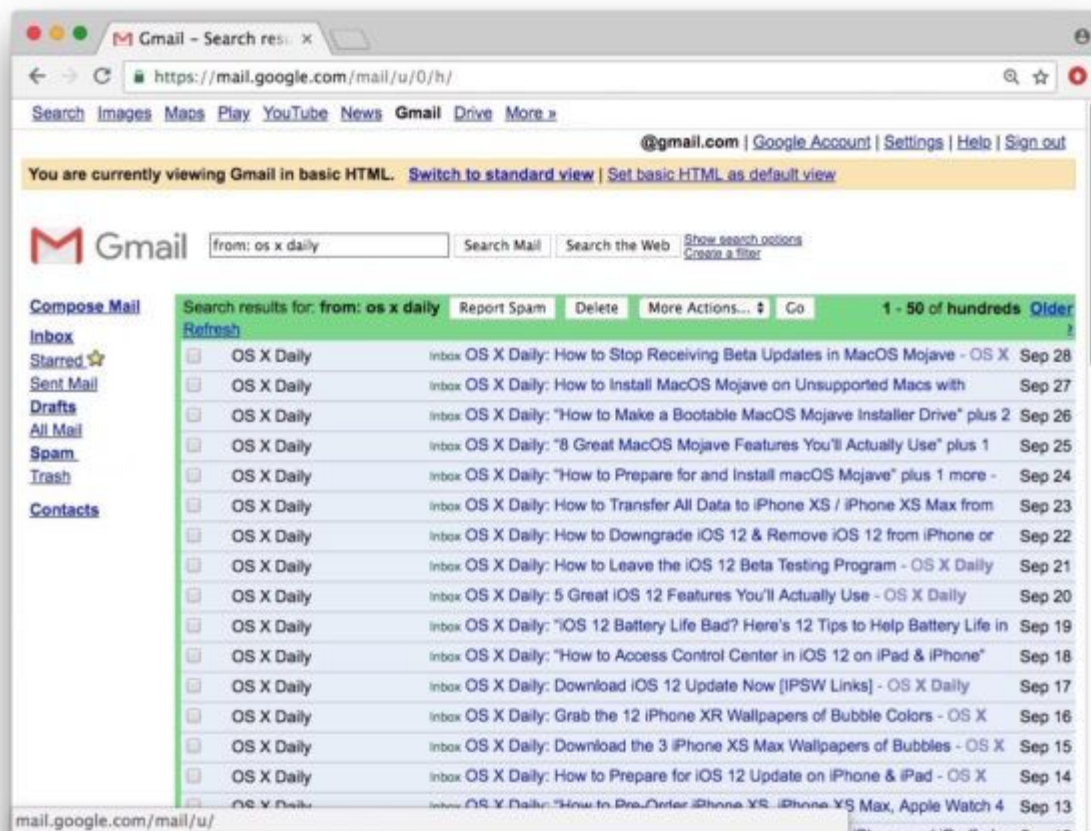 Gmail – Search res
https://mail.google.com/mail/u/0/h/
Search Images Maps Play YouTube News Gmail Drive More »
@gmail.com | Google Account | Settings | Help | Sign out
You are currently viewing Gmail in basic HTML. Switch to standard view | Set basic HTML as default view
Gmail from: os x daily Search Mail Search the Web Show search options
Create a filter
Compose Mail
Inbox
Starred
Sent Mail
Drafts
All Mail
Spam
Trash
Contacts
Search results for: from: os x daily Report Spam Delete More Actions... Go 1 - 50 of hundreds Older ›
Refresh
OS X Daily Inbox OS X Daily: How to Stop Receiving Beta Updates in MacOS Mojave - OS X Sep 28
OS X Daily Inbox OS X Daily: How to Install MacOS Mojave on Unsupported Macs with Sep 27
OS X Daily Inbox OS X Daily: "How to Make a Bootable MacOS Mojave Installer Drive" plus 2 Sep 26
OS X Daily Inbox OS X Daily: "8 Great MacOS Mojave Features You'll Actually Use" plus 1 Sep 25
OS X Daily Inbox OS X Daily: "How to Prepare for and Install macOS Mojave" plus 1 more - Sep 24
OS X Daily Inbox OS X Daily: How to Transfer All Data to iPhone XS / iPhone XS Max from Sep 23
OS X Daily Inbox OS X Daily: How to Downgrade iOS 12 & Remove iOS 12 from iPhone or Sep 22
OS X Daily Inbox OS X Daily: How to Leave the iOS 12 Beta Testing Program - OS X Daily Sep 21
OS X Daily Inbox OS X Daily: 5 Great iOS 12 Features You'll Actually Use - OS X Daily Sep 20
OS X Daily Inbox OS X Daily: "iOS 12 Battery Life Bad? Here's 12 Tips to Help Battery Life in Sep 19
OS X Daily Inbox OS X Daily: "How to Access Control Center in iOS 12 on iPad & iPhone" Sep 18
OS X Daily Inbox OS X Daily: Download iOS 12 Update Now [IPSW Links] - OS X Daily Sep 17
OS X Daily Inbox OS X Daily: Grab the 12 iPhone XR Wallpapers of Bubble Colors - OS X Sep 16
OS X Daily Inbox OS X Daily: Download the 3 iPhone XS Max Wallpapers of Bubbles - OS X Sep 15
OS X Daily Inbox OS X Daily: How to Prepare for iOS 12 Update on iPhone & iPad - OS X Sep 14
OS X Daily Inbox OS X Daily: "How to Pre-Order iPhone XS, iPhone XS Max, Apple Watch 4 Sep 13
mail.google.com/mail/u/